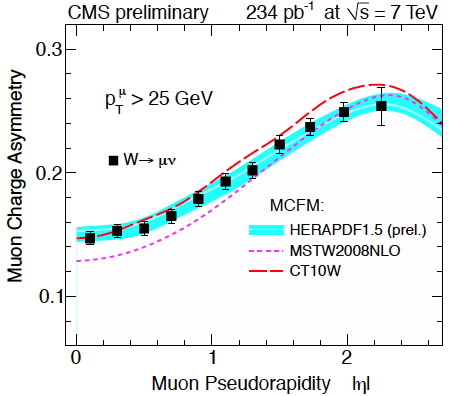 CMS preliminary 234 pb⁻¹ at √s = 7 TeV
0.3
p_T^μ > 25 GeV
W→ μν
0.2
MCFM:
HERAPDF1.5 (prel.)
MSTW2008NLO
CT10W
0.1
0 1 2
Muon Charge Asymmetry
Muon Pseudorapidity |η|